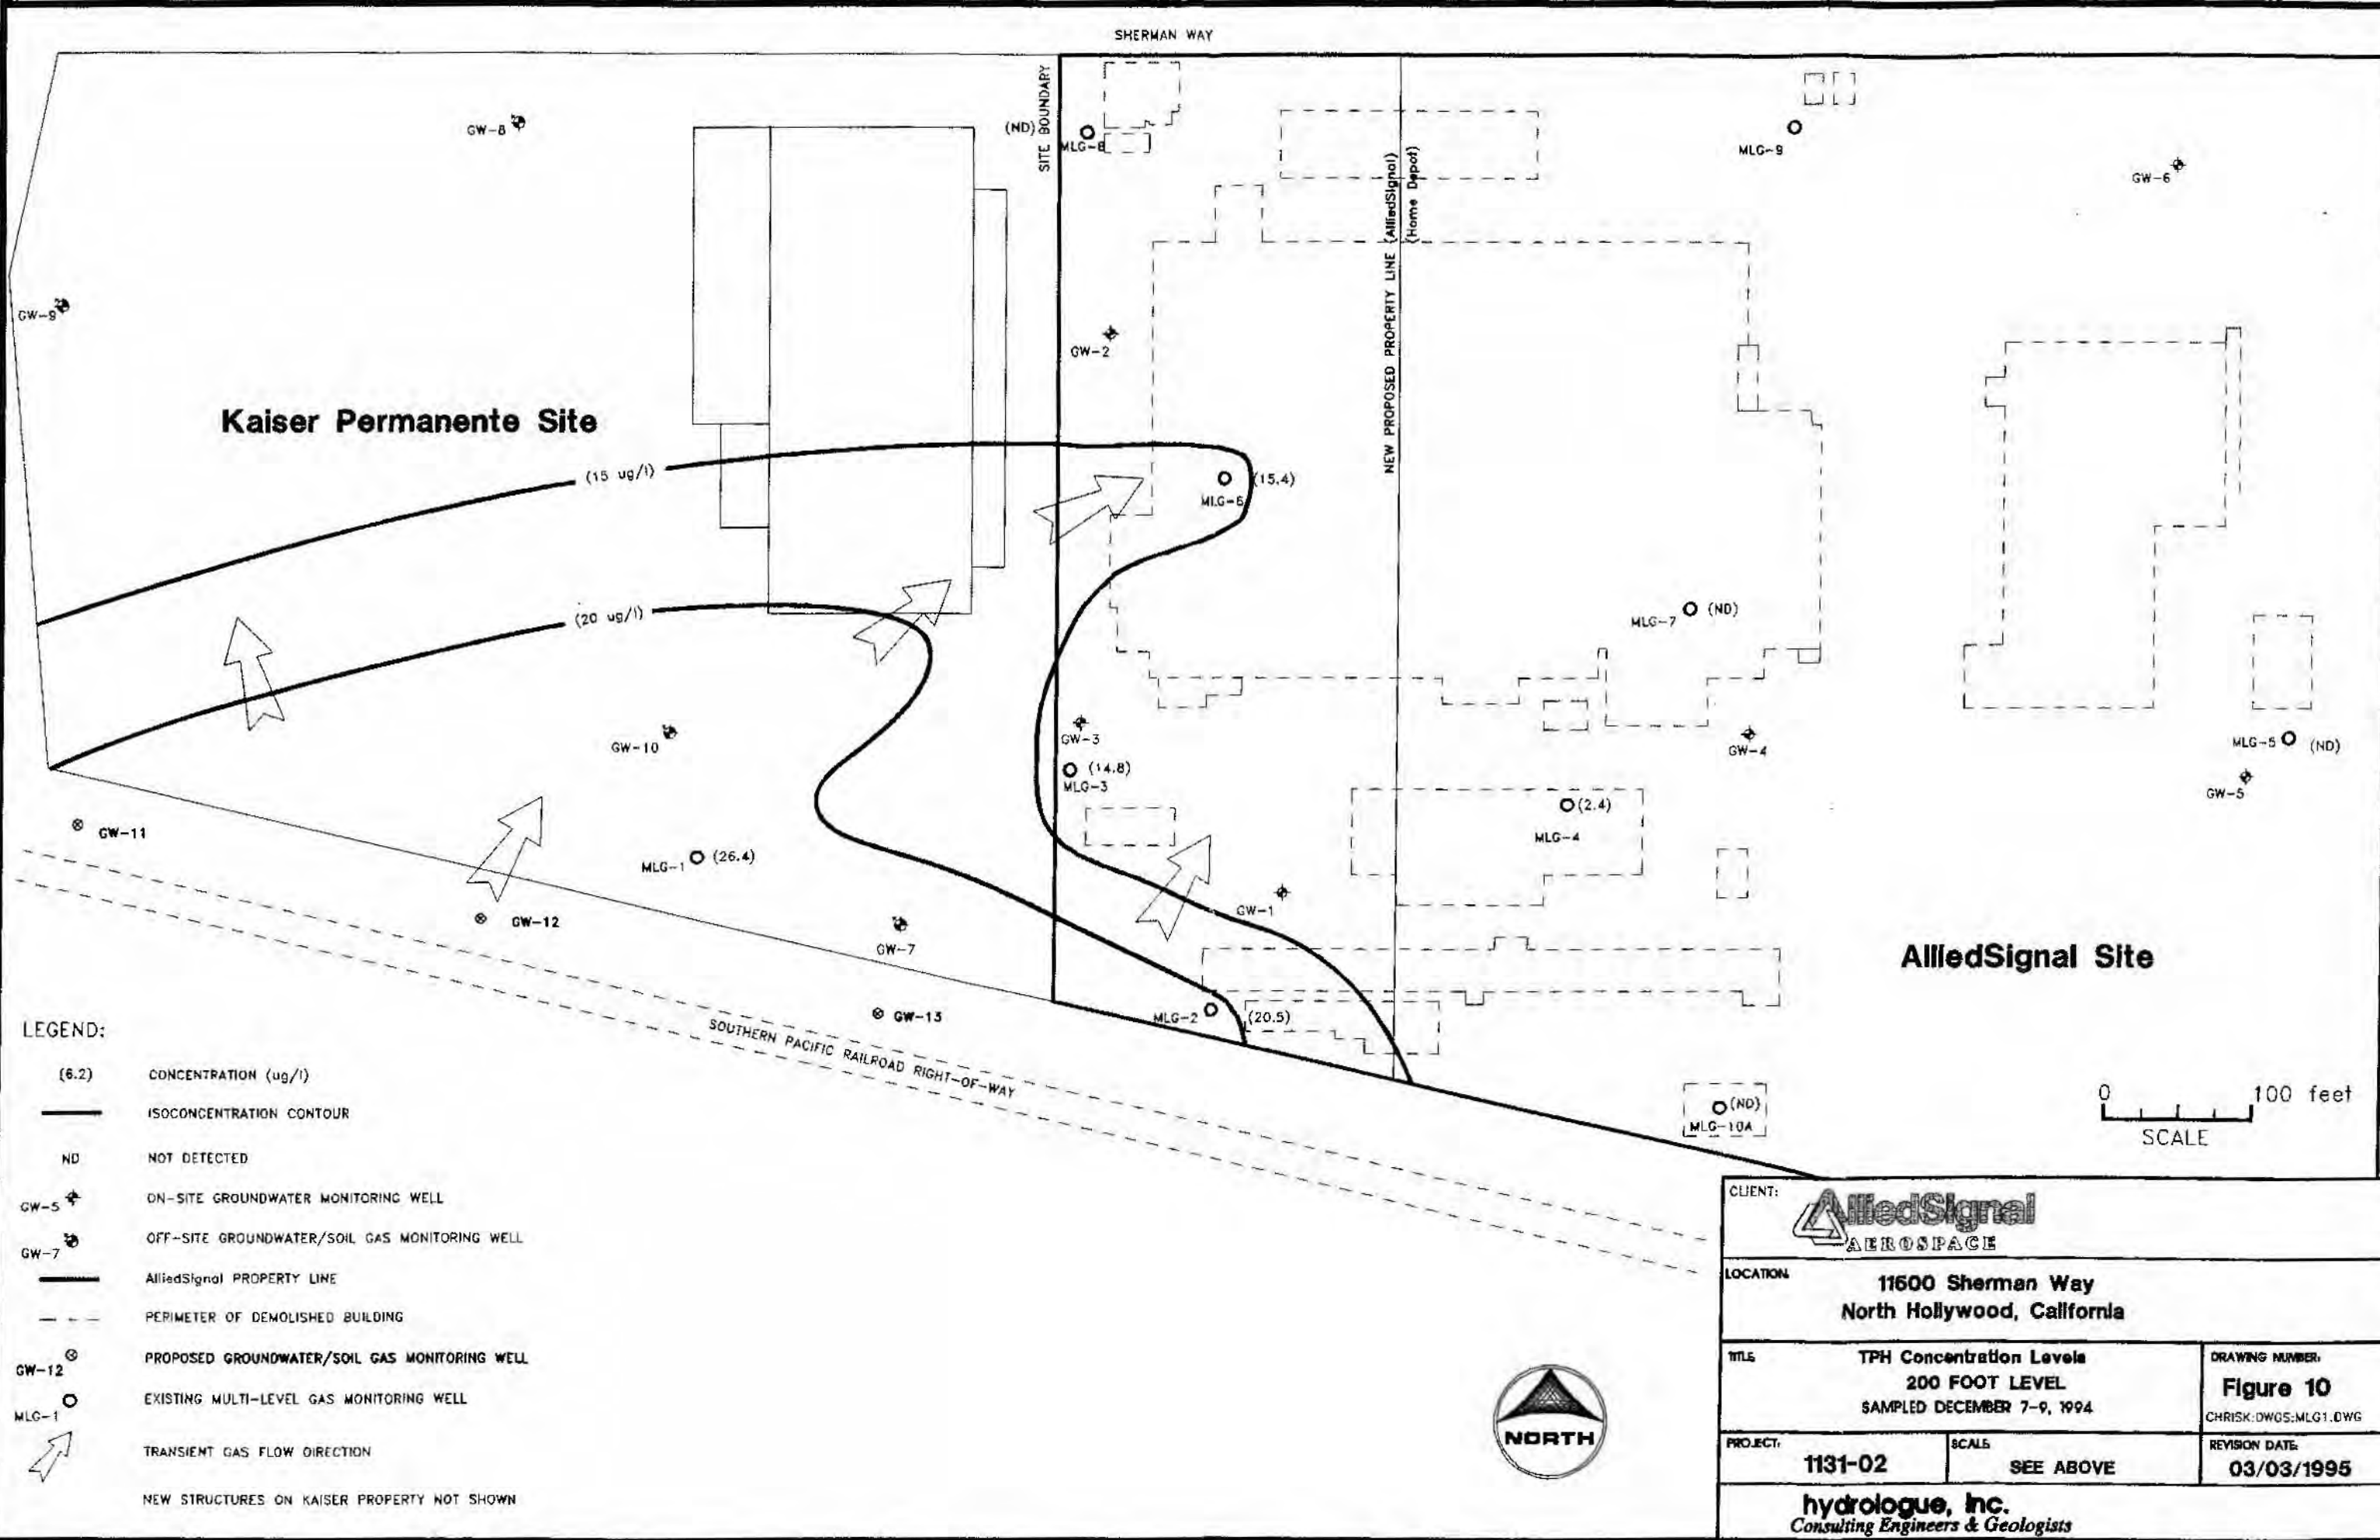 SHERMAN WAY
SITE BOUNDARY
GW-8
(ND)
MLG-8
MLG-9
GW-6
NEW PROPOSED PROPERTY LINE
(AlliedSignal)
(Home Depot)
GW-9
GW-2
Kaiser Permanente Site
(15 ug/l)
(15.4)
MLG-6
(20 ug/l)
MLG-7 (ND)
GW-10
GW-3
GW-4
MLG-5 (ND)
(14.8)
MLG-3
GW-5
(2.4)
MLG-4
GW-11
MLG-1 (26.4)
GW-12
GW-1
GW-7
AlliedSignal Site
GW-13
MLG-2 (20.5)
SOUTHERN PACIFIC RAILROAD RIGHT-OF-WAY
(ND)
MLG-10A
0 100 feet
SCALE
LEGEND:
(6.2) CONCENTRATION (ug/l)
ISOCONCENTRATION CONTOUR
ND NOT DETECTED
GW-5 ON-SITE GROUNDWATER MONITORING WELL
GW-7 OFF-SITE GROUNDWATER/SOIL GAS MONITORING WELL
AlliedSignal PROPERTY LINE
PERIMETER OF DEMOLISHED BUILDING
GW-12 PROPOSED GROUNDWATER/SOIL GAS MONITORING WELL
MLG-1 EXISTING MULTI-LEVEL GAS MONITORING WELL
TRANSIENT GAS FLOW DIRECTION
NEW STRUCTURES ON KAISER PROPERTY NOT SHOWN
NORTH
CLIENT:
AlliedSignal
AEROSPACE
LOCATION:
11600 Sherman Way
North Hollywood, California
TITLE:
TPH Concentration Levels
200 FOOT LEVEL
SAMPLED DECEMBER 7-9, 1994
DRAWING NUMBER:
Figure 10
CHRISK:DWGS:MLG1.DWG
PROJECT:
1131-02
SCALE:
SEE ABOVE
REVISION DATE:
03/03/1995
hydrologue, Inc.
Consulting Engineers & Geologists